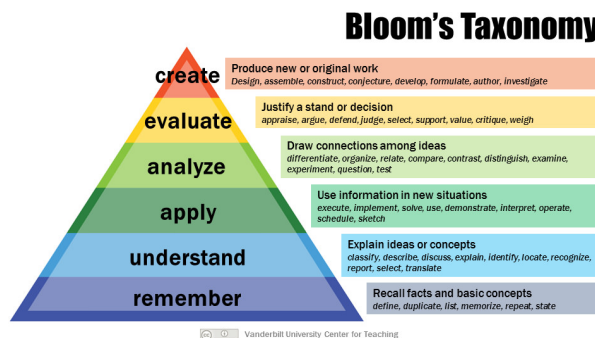 Bloom's Taxonomy
create
Produce new or original work
Design, assemble, construct, conjecture, develop, formulate, author, investigate
evaluate
Justify a stand or decision
appraise, argue, defend, judge, select, support, value, critique, weigh
analyze
Draw connections among ideas
differentiate, organize, relate, compare, contrast, distinguish, examine,
experiment, question, test
apply
Use information in new situations
execute, implement, solve, use, demonstrate, interpret, operate,
schedule, sketch
understand
Explain ideas or concepts
classify, describe, discuss, explain, identify, locate, recognize,
report, select, translate
remember
Recall facts and basic concepts
define, duplicate, list, memorize, repeat, state
cc
Vanderbilt University Center for Teaching